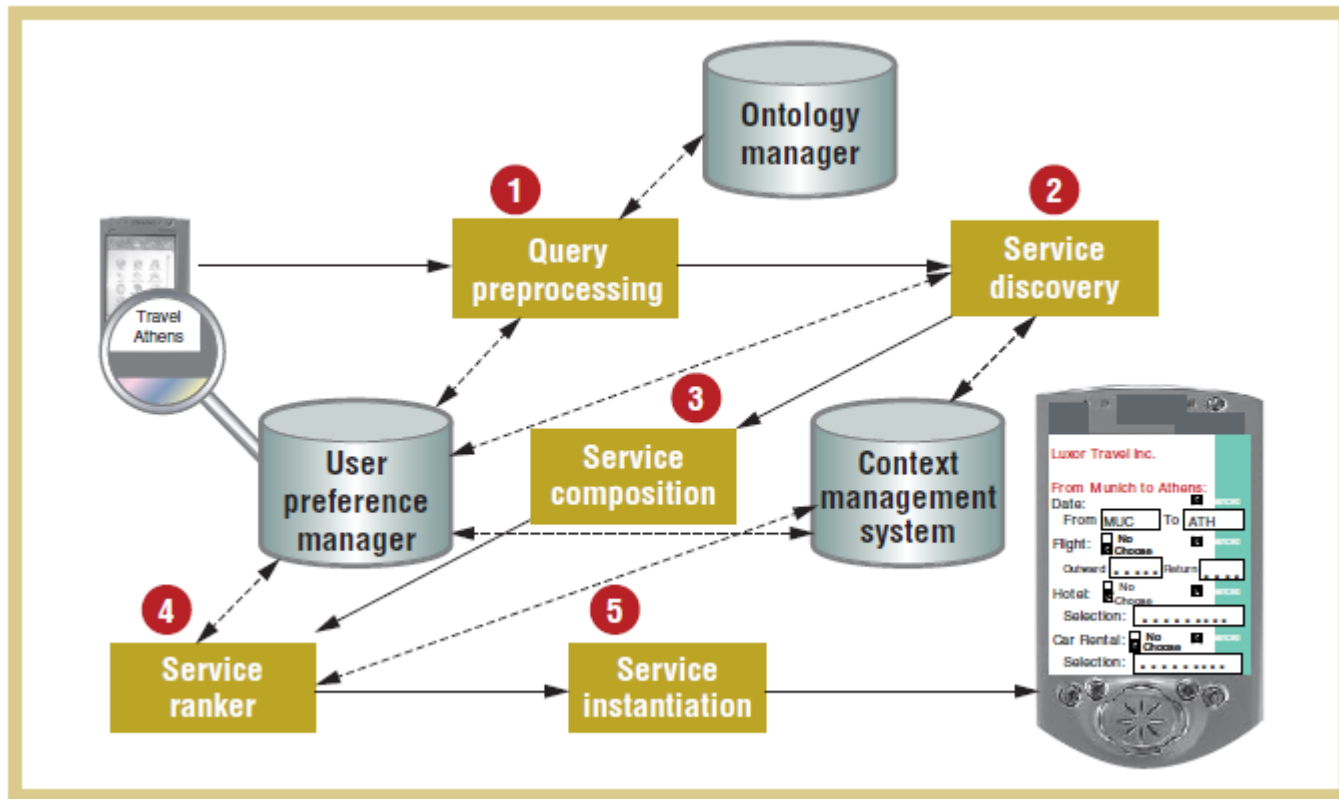 Ontology
manager
1
2
Query
preprocessing
Service
discovery
Travel
Athens
3
User
preference
manager
Service
composition
Context
management
system
4
Service
ranker
5
Service
instantiation
Luxor Travel Inc.
From Munich to Athens:
Date:
From MUC To ATH
Flight: No
Choose
Outward ..... Return ....
Hotel: No
Choose
Selection: .........
Car Rental: No
Choose
Selection: .........